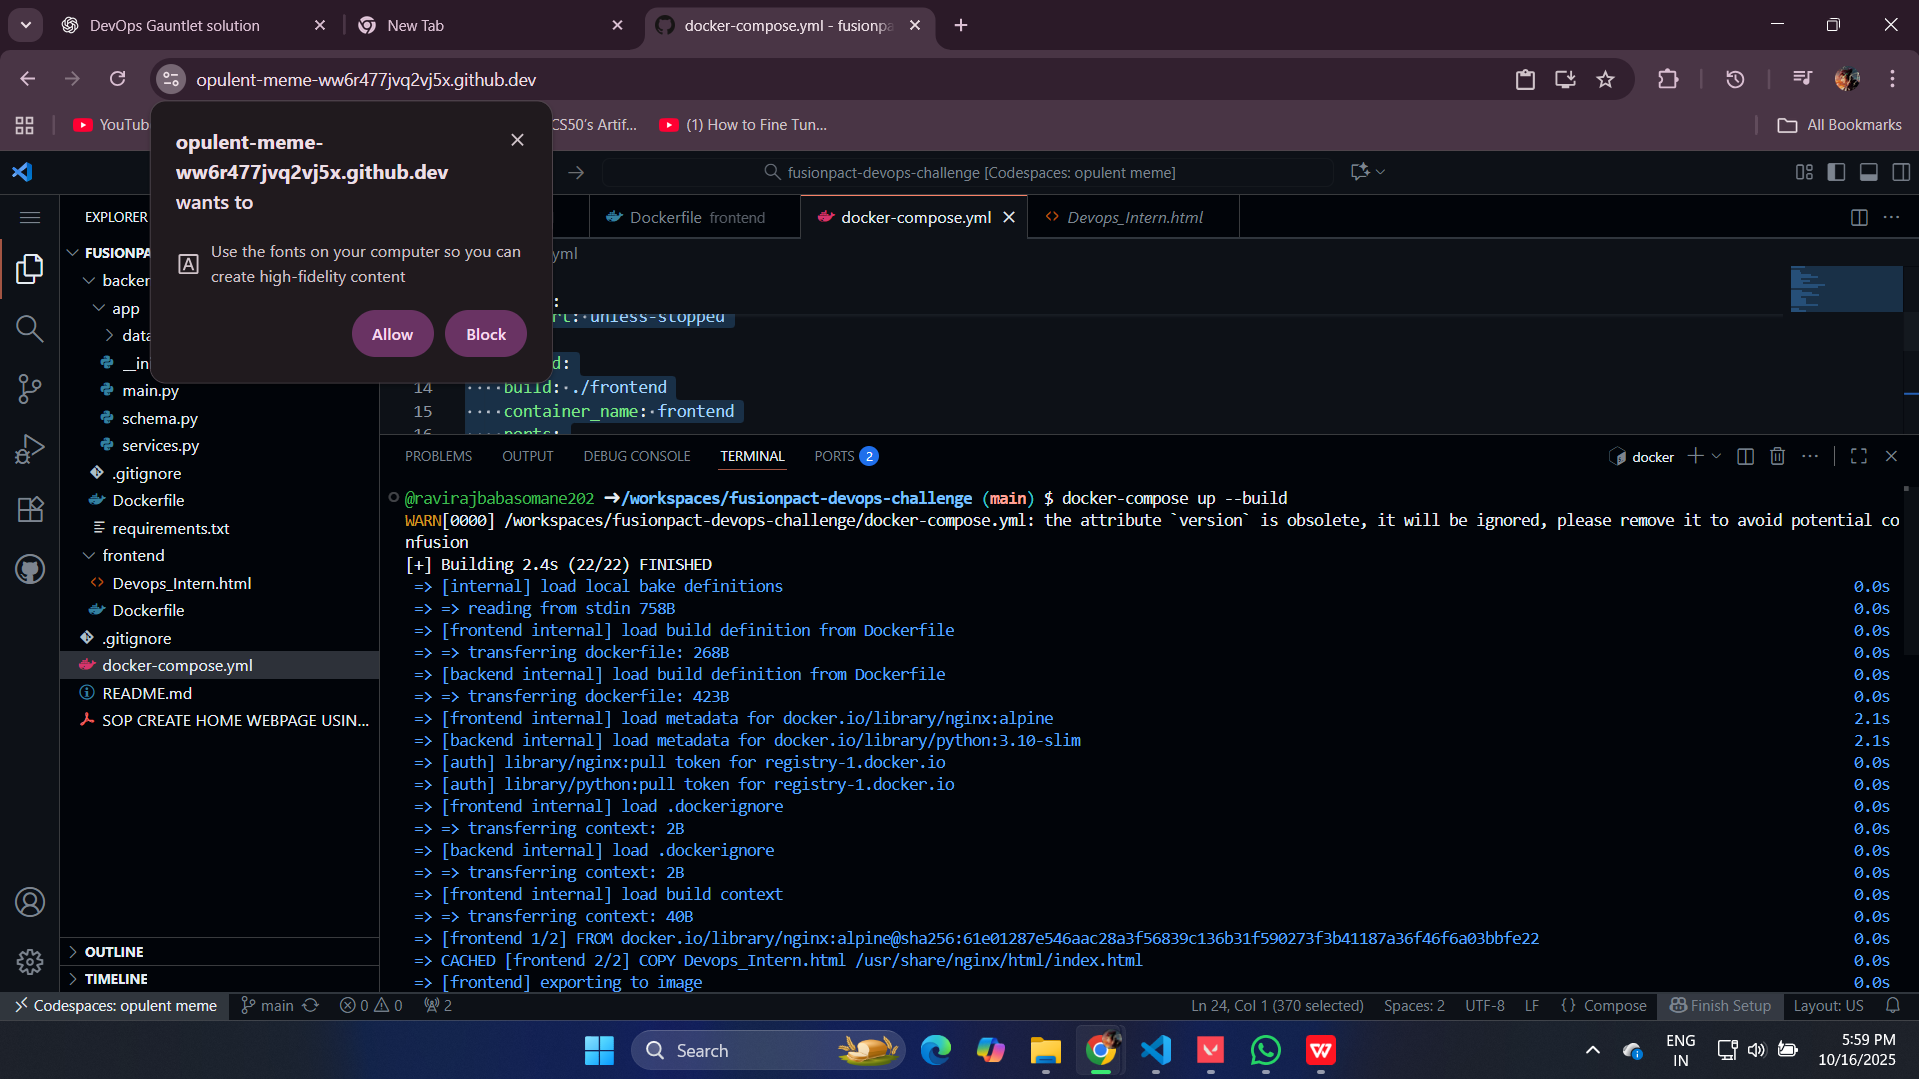 DevOps Gauntlet solution
New Tab
docker-compose.yml - fusionpa
opulent-meme-ww6r477jvq2vj5x.github.dev
YouTub
CS50's Artif...
(1) How to Fine Tun...
All Bookmarks
opulent-meme-
ww6r477jvq2vj5x.github.dev
wants to
Use the fonts on your computer so you can
create high-fidelity content
Allow
Block
fusionpact-devops-challenge [Codespaces: opulent meme]
EXPLORER
Dockerfile frontend
docker-compose.yml
Devops_Intern.html
yml
FUSIONPA
backen
app
data
__in
main.py
schema.py
services.py
.gitignore
Dockerfile
requirements.txt
frontend
Devops_Intern.html
Dockerfile
.gitignore
docker-compose.yml
README.md
SOP CREATE HOME WEBPAGE USIN...
OUTLINE
TIMELINE
:
rt: unless-stopped
d:
14 ····build:·./frontend
15 ····container_name:·frontend
16 ····ports:
PROBLEMS
OUTPUT
DEBUG CONSOLE
TERMINAL
PORTS 2
docker
@ravirajbabasomane202 ➜/workspaces/fusionpact-devops-challenge (main) $ docker-compose up --build
WARN[0000] /workspaces/fusionpact-devops-challenge/docker-compose.yml: the attribute `version` is obsolete, it will be ignored, please remove it to avoid potential co
nfusion
[+] Building 2.4s (22/22) FINISHED
=> [internal] load local bake definitions 0.0s
=> => reading from stdin 758B 0.0s
=> [frontend internal] load build definition from Dockerfile 0.0s
=> => transferring dockerfile: 268B 0.0s
=> [backend internal] load build definition from Dockerfile 0.0s
=> => transferring dockerfile: 423B 0.0s
=> [frontend internal] load metadata for docker.io/library/nginx:alpine 2.1s
=> [backend internal] load metadata for docker.io/library/python:3.10-slim 2.1s
=> [auth] library/nginx:pull token for registry-1.docker.io 0.0s
=> [auth] library/python:pull token for registry-1.docker.io 0.0s
=> [frontend internal] load .dockerignore 0.0s
=> => transferring context: 2B 0.0s
=> [backend internal] load .dockerignore 0.0s
=> => transferring context: 2B 0.0s
=> [frontend internal] load build context 0.0s
=> => transferring context: 40B 0.0s
=> [frontend 1/2] FROM docker.io/library/nginx:alpine@sha256:61e01287e546aac28a3f56839c136b31f590273f3b41187a36f46f6a03bbfe22 0.0s
=> CACHED [frontend 2/2] COPY Devops_Intern.html /usr/share/nginx/html/index.html 0.0s
=> [frontend] exporting to image 0.0s
Codespaces: opulent meme
main
0 0
2
Ln 24, Col 1 (370 selected)
Spaces: 2
UTF-8
LF
{} Compose
Finish Setup
Layout: US
Search
ENG
IN
5:59 PM
10/16/2025